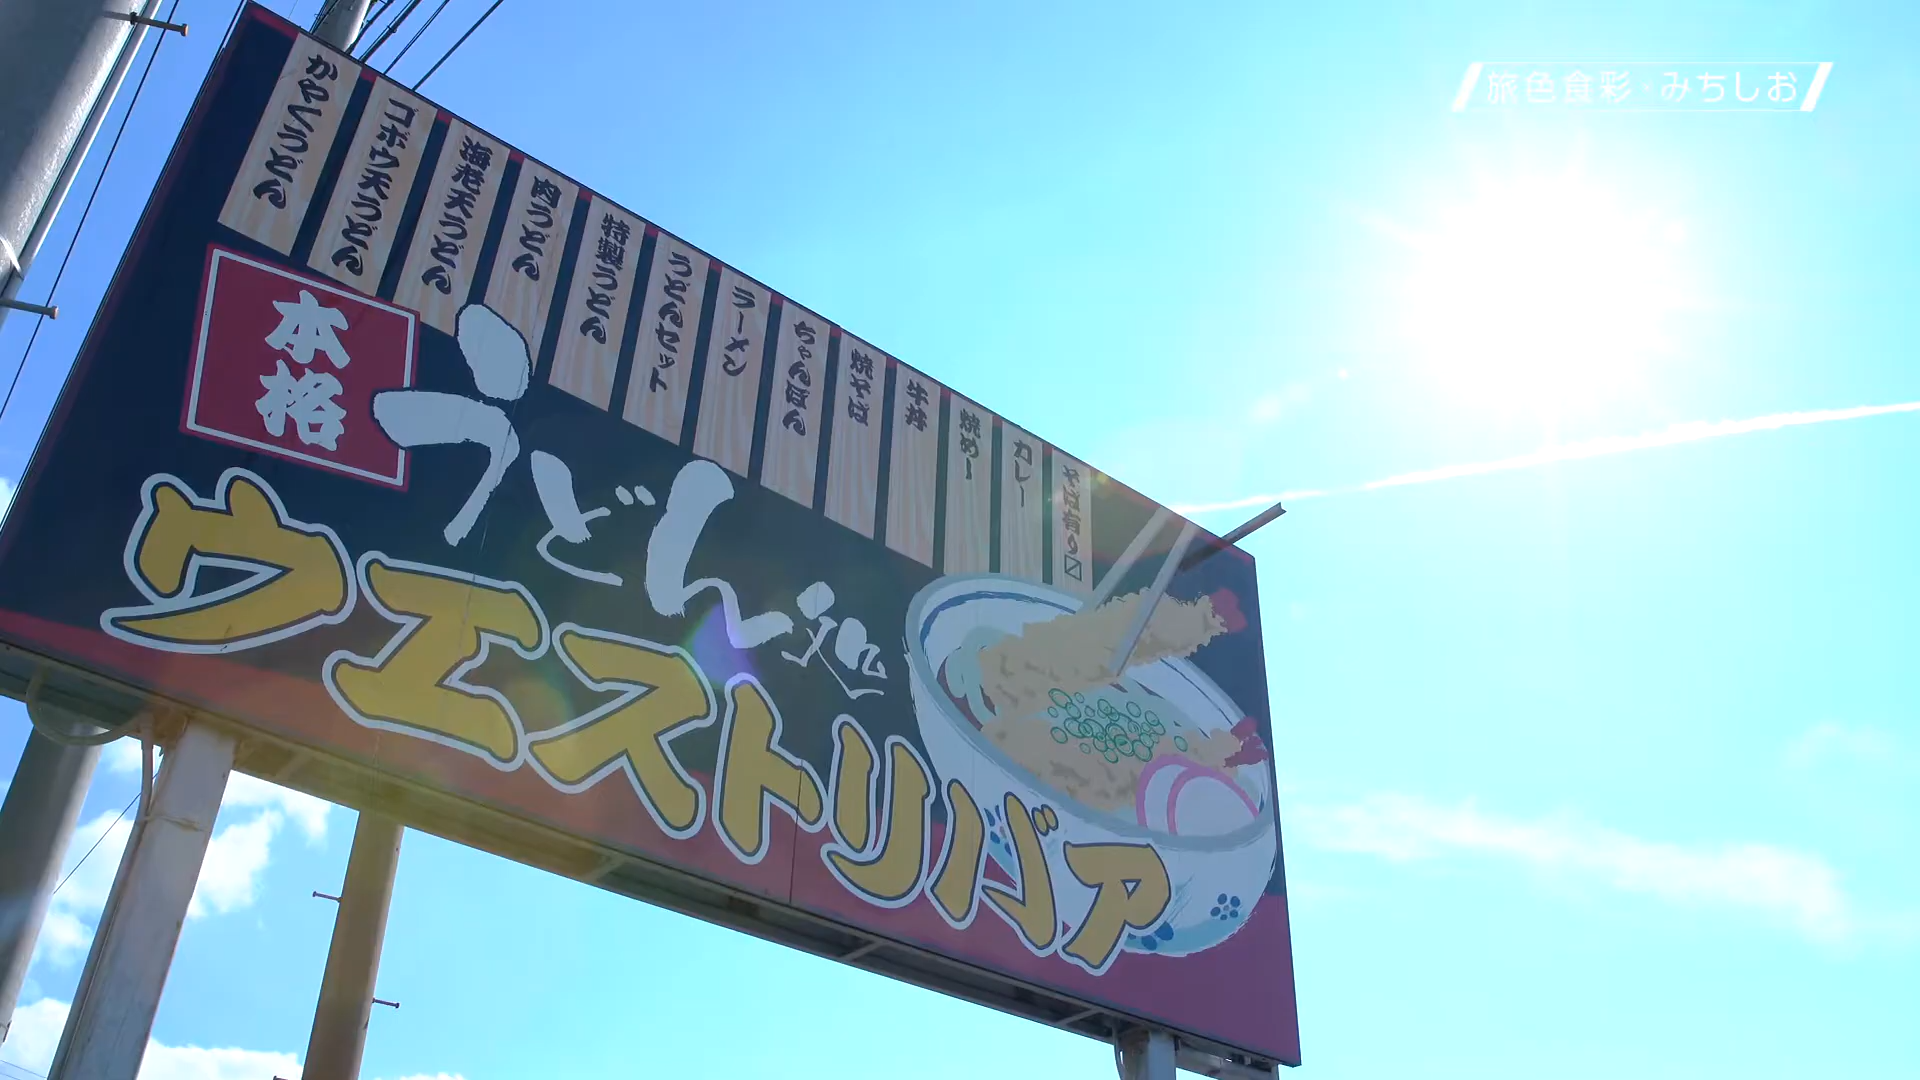 旅色食彩・みちしお
かやくうどん
ゴボウ天うどん
海老天うどん
肉うどん
特製うどん
うどんセット
ラーメン
ちゃんぽん
焼そば
牛丼
焼めし
カレー
そば有り〼
本格
うどん処
ウエストリバア